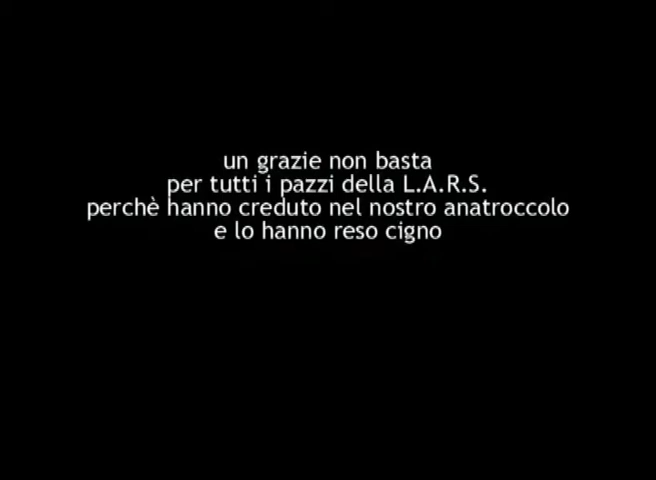 un grazie non basta
per tutti i pazzi della L.A.R.S.
perchè hanno creduto nel nostro anatroccolo
e lo hanno reso cigno